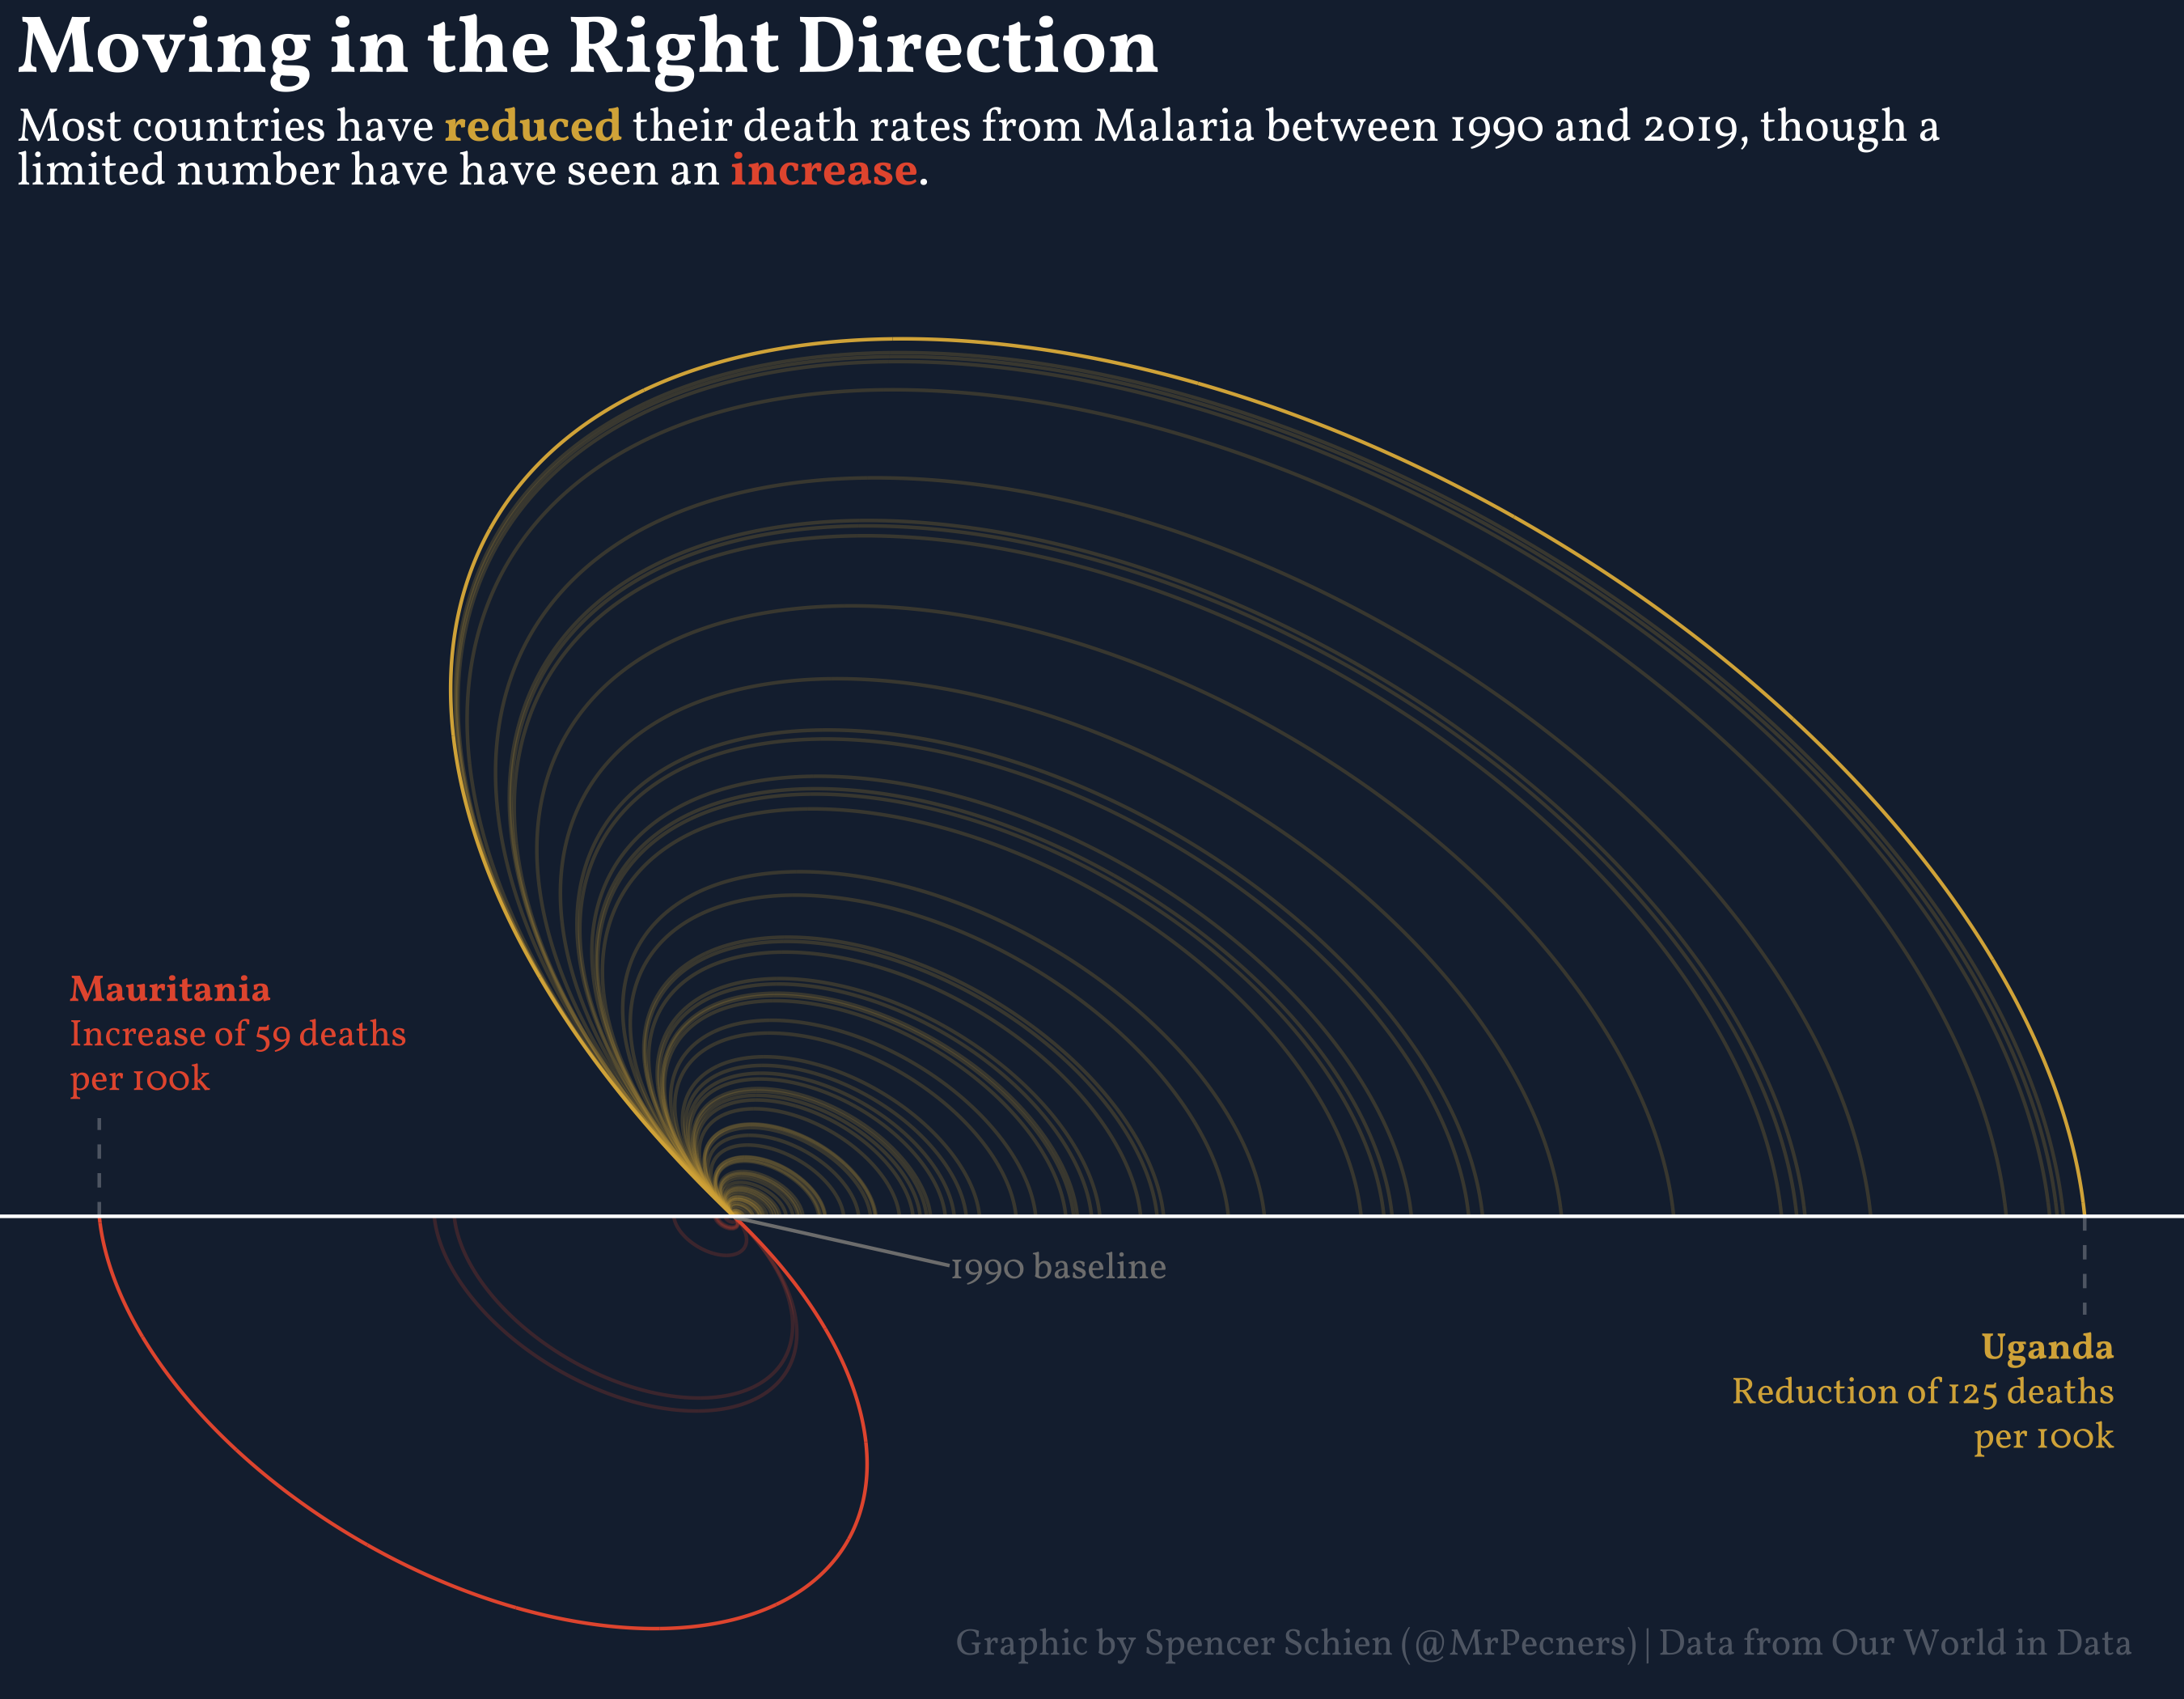 Moving in the Right Direction
Most countries have reduced their death rates from Malaria between 1990 and 2019, though a
limited number have have seen an increase.
Mauritania
Increase of 59 deaths
per 100k
1990 baseline
Uganda
Reduction of 125 deaths
per 100k
Graphic by Spencer Schien (@MrPecners) | Data from Our World in Data